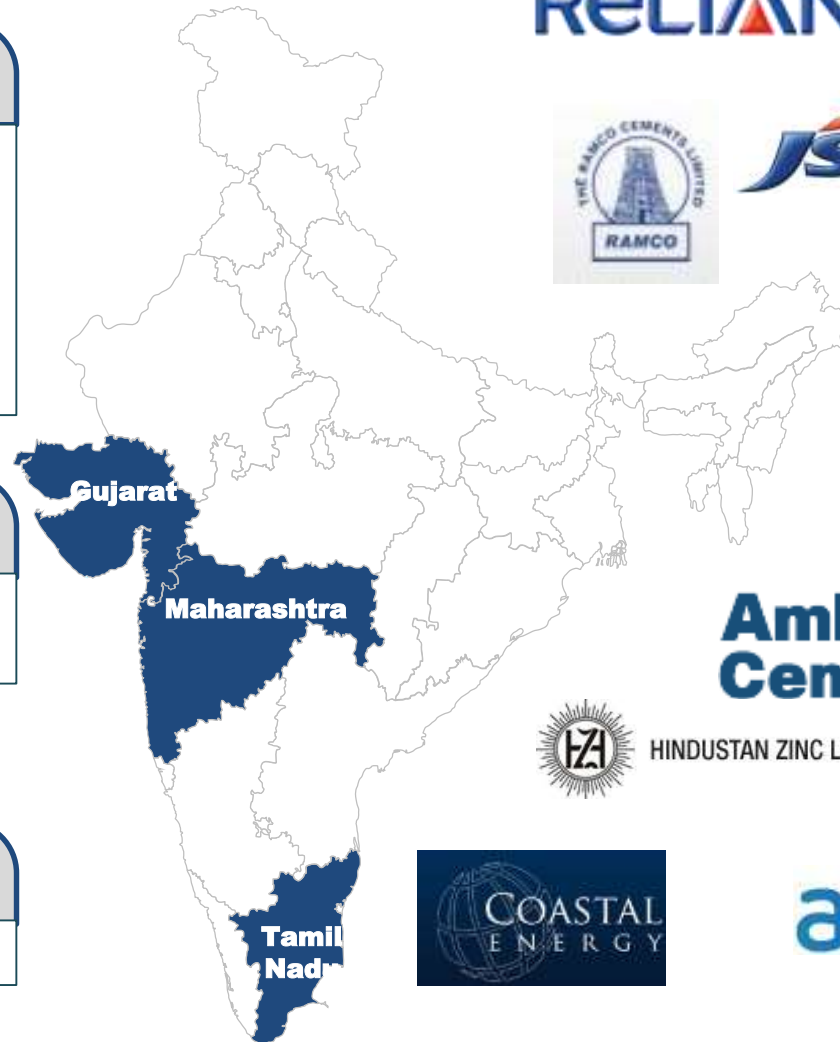 THE RAMCO CEMENTS LIMITED
RAMCO
Gujarat
Maharashtra
HINDUSTAN ZINC
COASTAL
ENERGY
Tamil
Nadu